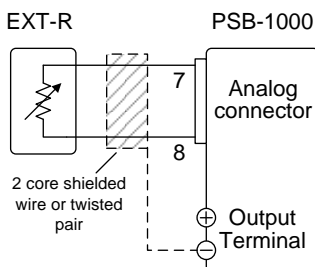 EXT-R
PSB-1000
7
Analog
connector
8
2 core shielded
wire or twisted
pair
+
Output
Terminal
-